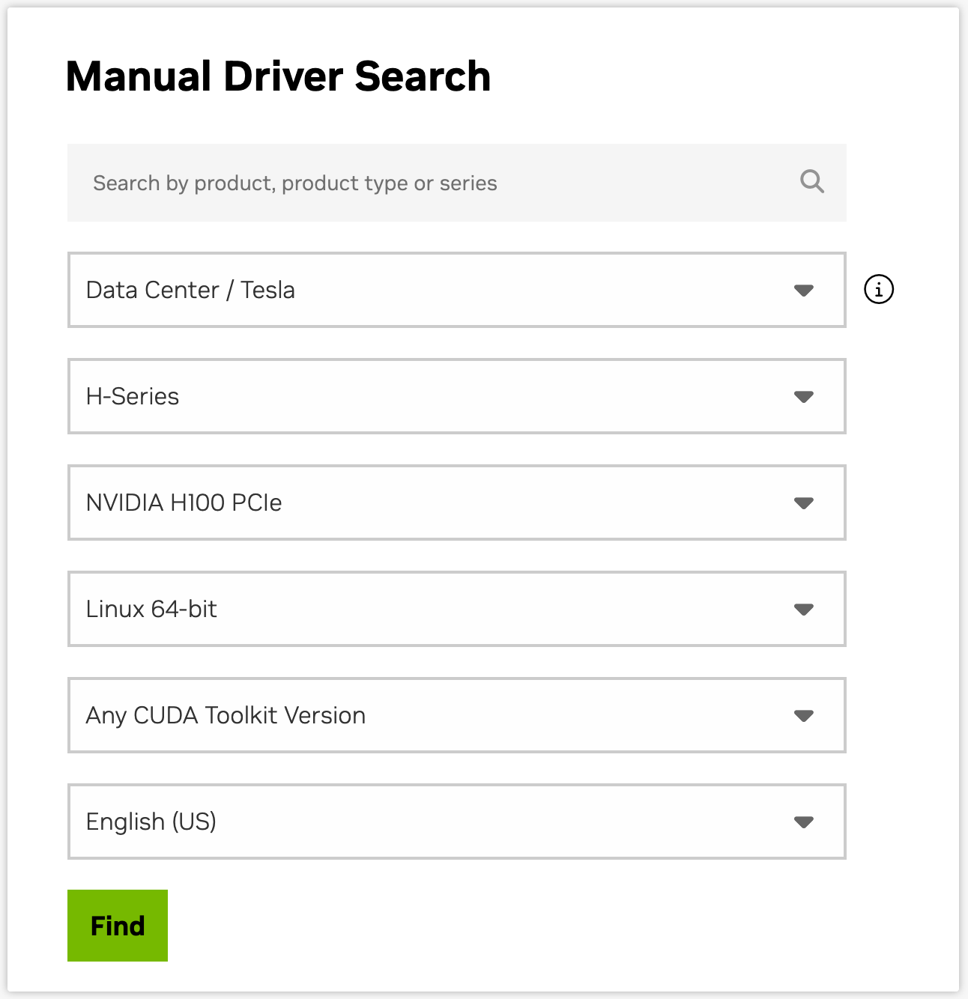 Manual Driver Search
Search by product, product type or series
Data Center / Tesla
H-Series
NVIDIA H100 PCIe
Linux 64-bit
Any CUDA Toolkit Version
English (US)
Find